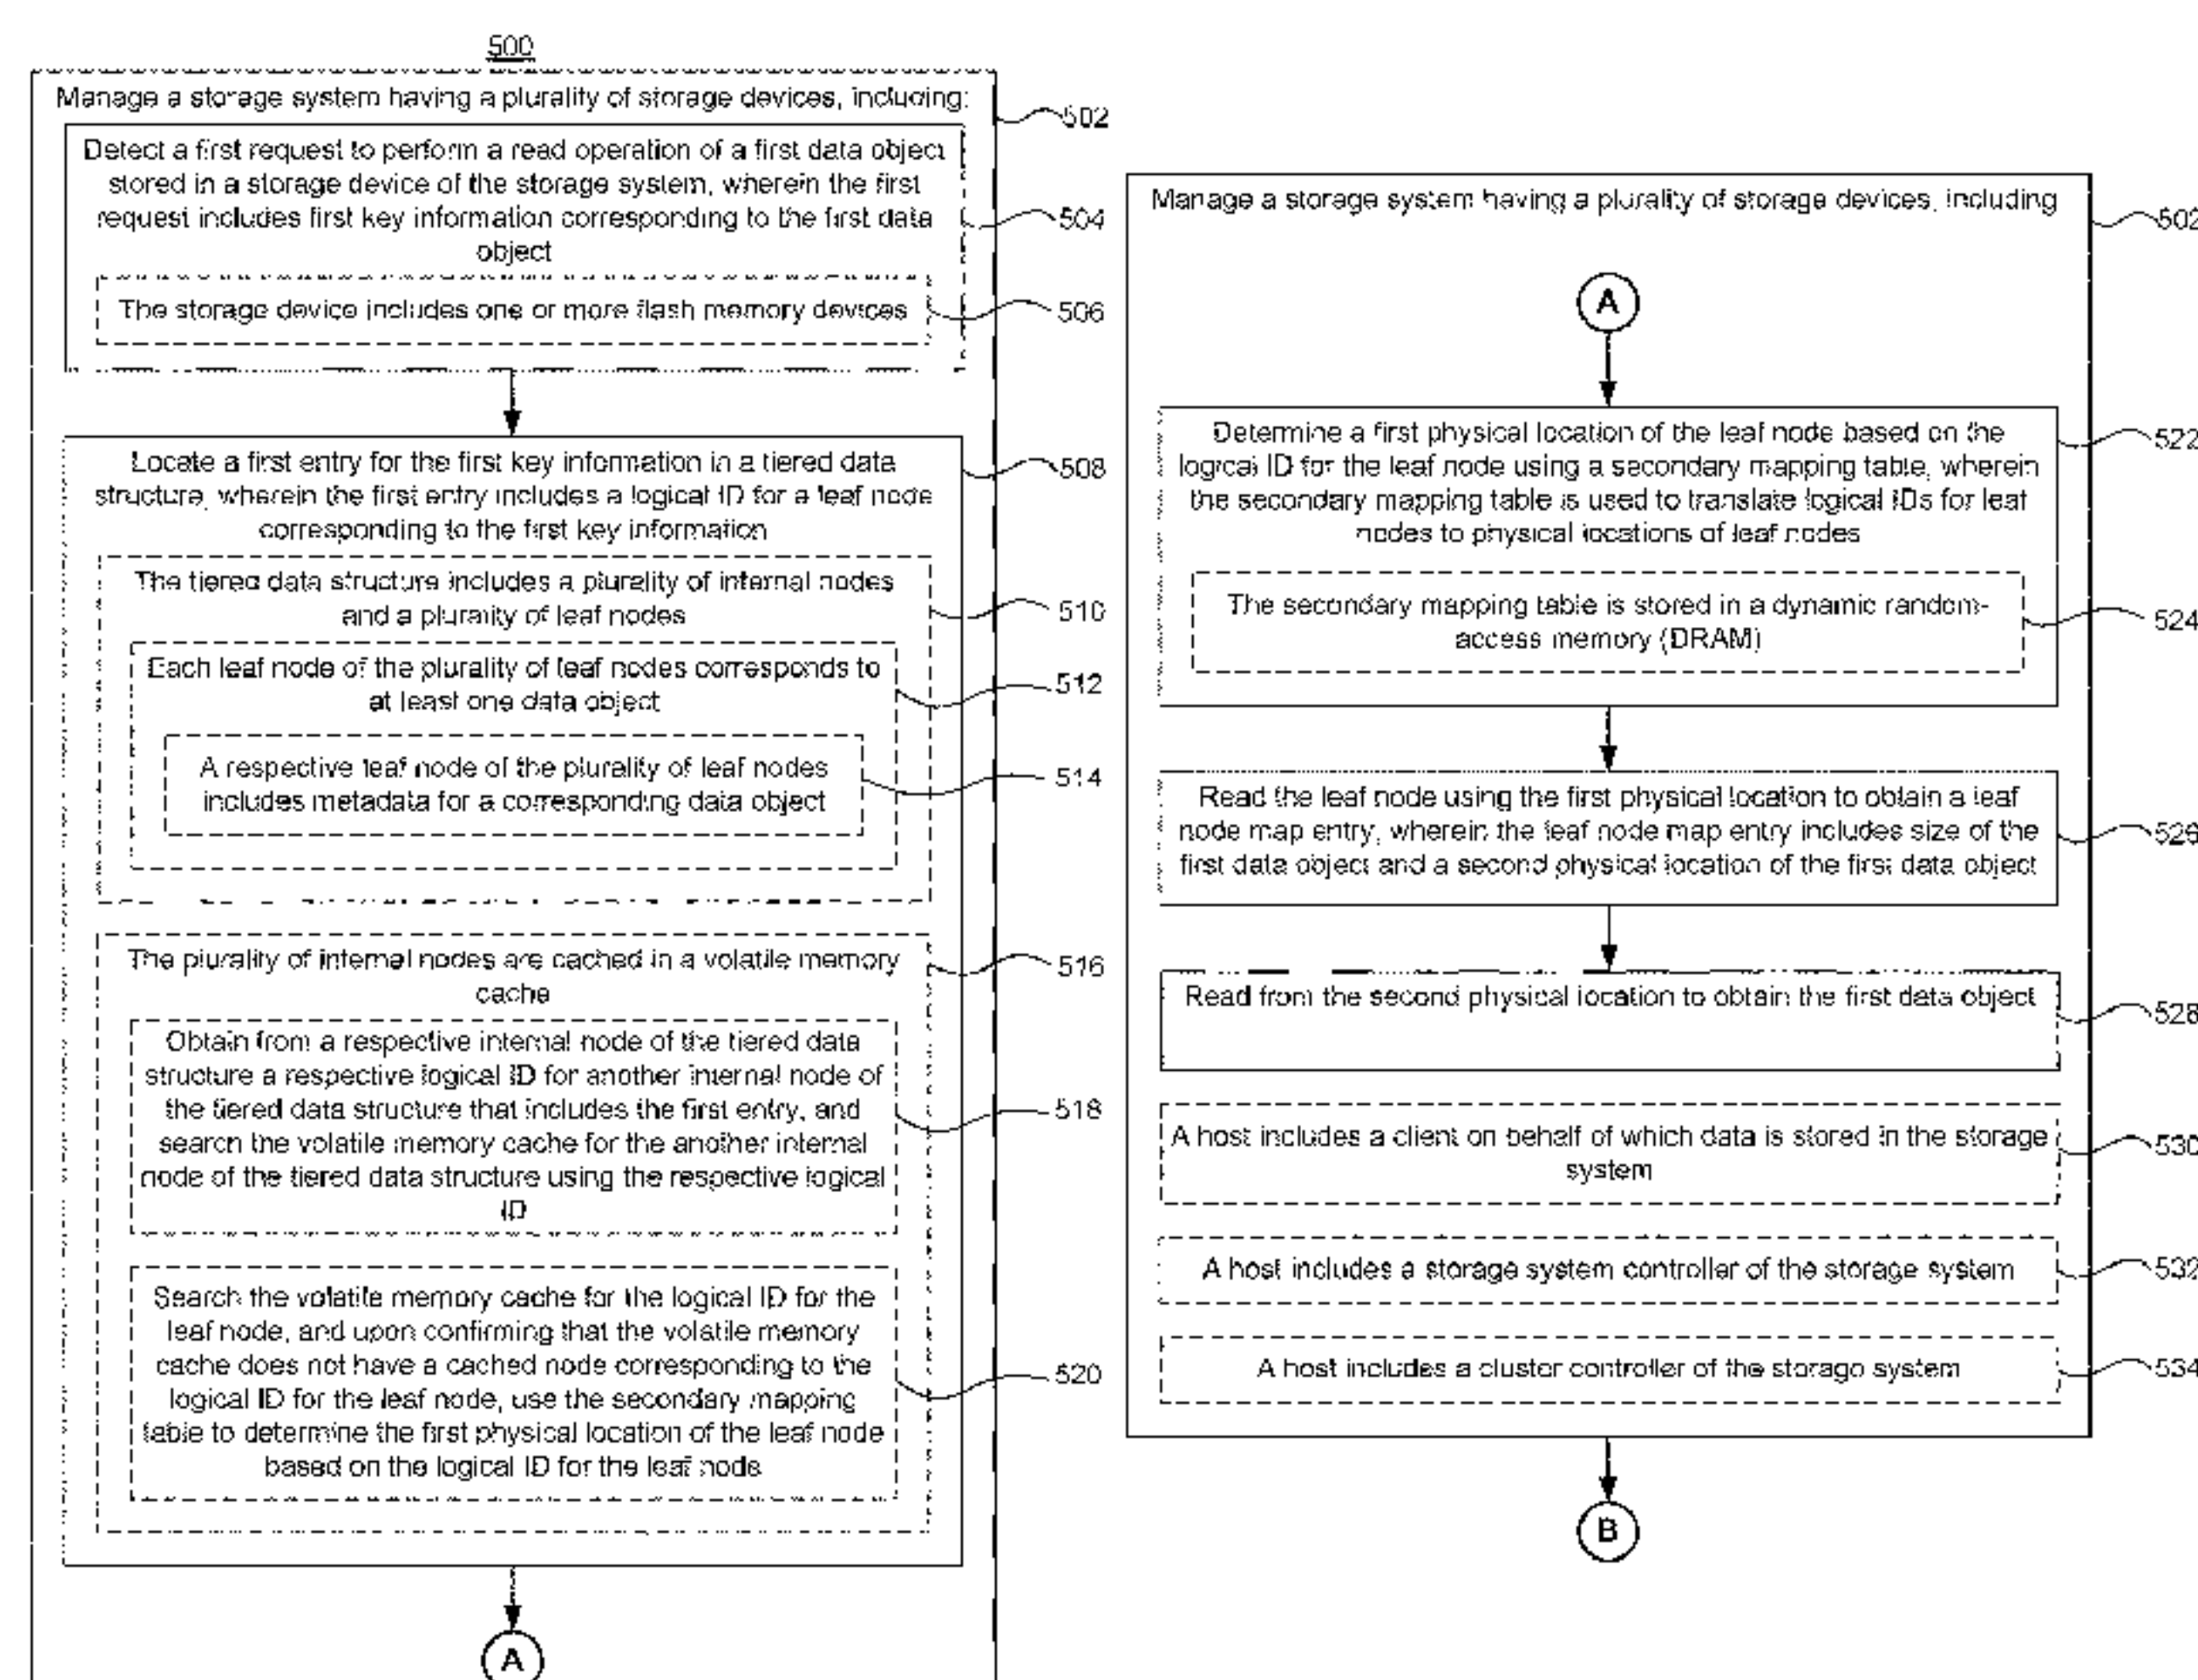 500
Manage a storage system having a plurality of storage devices, including:
502
Detect a first request to perform a read operation of a first data object
stored in a storage device of the storage system, wherein the first
request includes first key information corresponding to the first data
object
504
The storage device includes one or more flash memory devices
506
Locate a first entry for the first key information in a tiered data
structure, wherein the first entry includes a logical ID for a leaf node
corresponding to the first key information
508
The tiered data structure includes a plurality of internal nodes
and a plurality of leaf nodes
510
Each leaf node of the plurality of leaf nodes corresponds to
at least one data object
512
A respective leaf node of the plurality of leaf nodes
includes metadata for a corresponding data object
514
The plurality of internal nodes are cached in a volatile memory
cache
516
Obtain from a respective internal node of the tiered data
structure a respective logical ID for another internal node of
the tiered data structure that includes the first entry, and
search the volatile memory cache for the another internal
node of the tiered data structure using the respective logical
ID
518
Search the volatile memory cache for the logical ID for the
leaf node, and upon confirming that the volatile memory
cache does not have a cached node corresponding to the
logical ID for the leaf node, use the secondary mapping
table to determine the first physical location of the leaf node
based on the logical ID for the leaf node
520
A
Manage a storage system having a plurality of storage devices, including
502
A
Determine a first physical location of the leaf node based on the
logical ID for the leaf node using a secondary mapping table, wherein
the secondary mapping table is used to translate logical IDs for leaf
nodes to physical locations of leaf nodes
522
The secondary mapping table is stored in a dynamic random-
access memory (DRAM)
524
Read the leaf node using the first physical location to obtain a leaf
node map entry, wherein the leaf node map entry includes size of the
first data object and a second physical location of the first data object
526
Read from the second physical location to obtain the first data object
528
A host includes a client on behalf of which data is stored in the storage
system
530
A host includes a storage system controller of the storage system
532
A host includes a cluster controller of the storage system
534
B